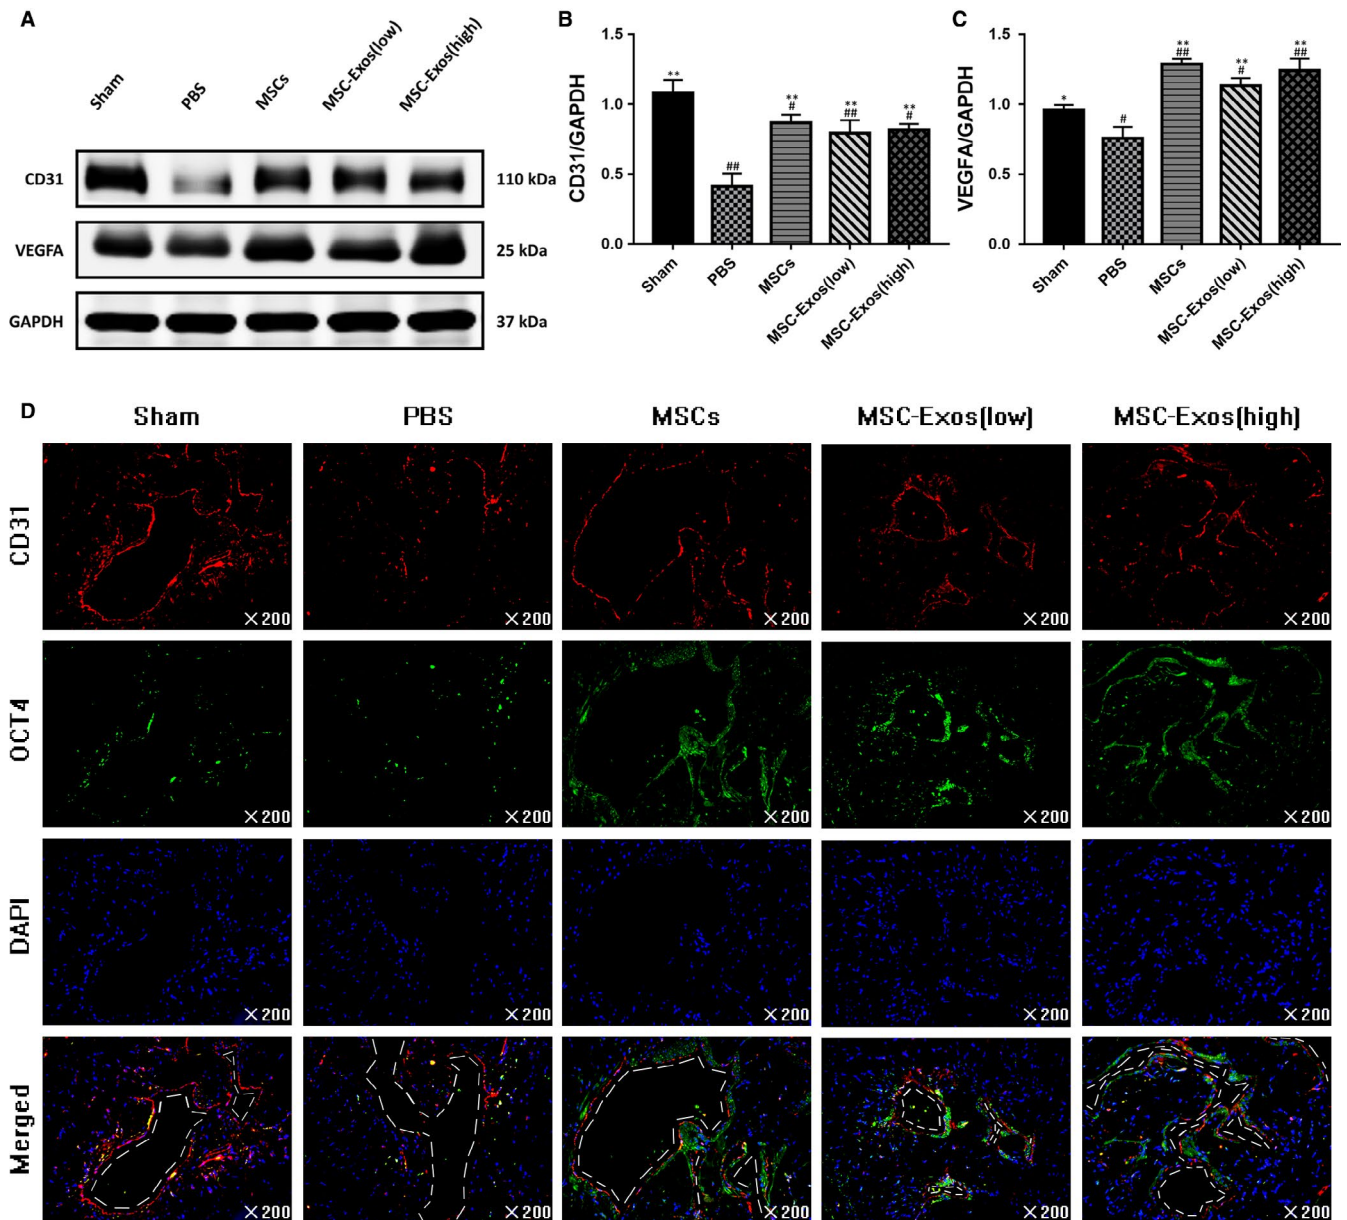 A
Sham
PBS
MSCs
MSC-Exos(low)
MSC-Exos(high)
CD31
110 kDa
VEGFA
25 kDa
GAPDH
37 kDa
B
CD31/GAPDH
1.5
1.0
0.5
0.0
**
##
**
#
**
##
**
#
Sham
PBS
MSCs
MSC-Exos(low)
MSC-Exos(high)
C
VEGFA/GAPDH
1.5
1.0
0.5
0.0
*
#
**
##
**
#
**
##
Sham
PBS
MSCs
MSC-Exos(low)
MSC-Exos(high)
D
Sham PBS MSCs MSC-Exos(low) MSC-Exos(high)
CD31
×200 ×200 ×200 ×200 ×200
OCT4
×200 ×200 ×200 ×200 ×200
DAPI
×200 ×200 ×200 ×200 ×200
Merged
×200 ×200 ×200 ×200 ×200